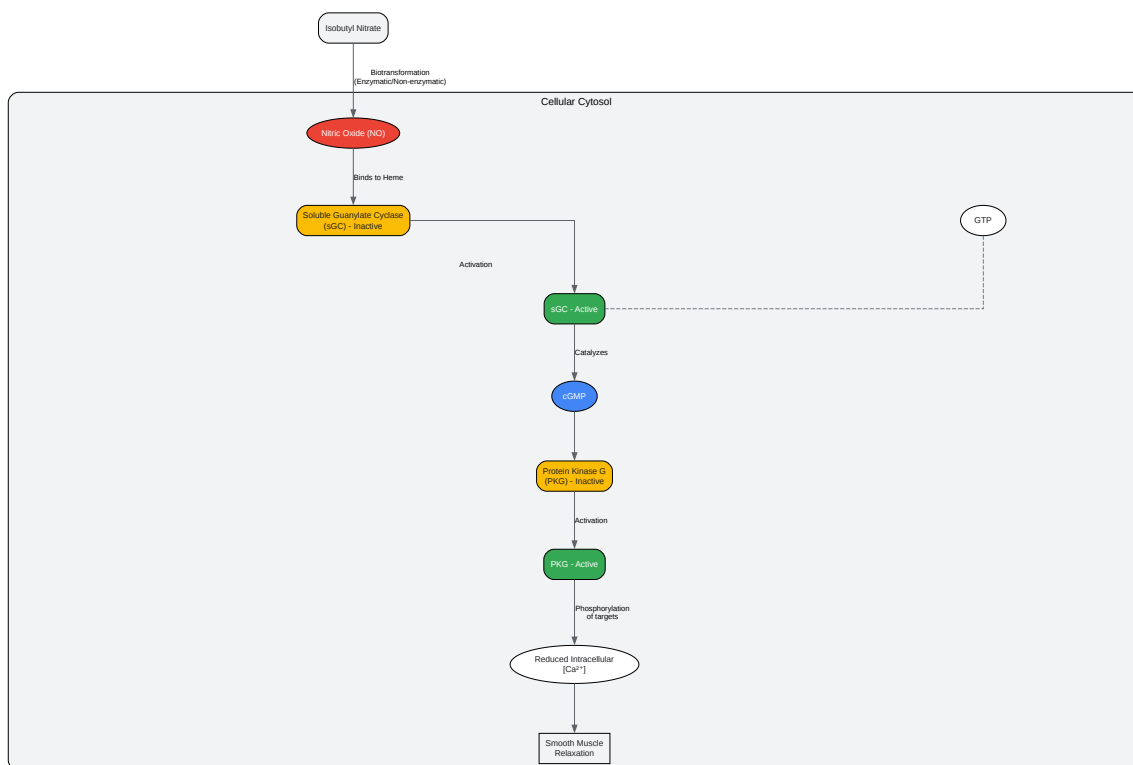 Isobutyl Nitrate
Biotransformation
(Enzymatic/Non-enzymatic)
Cellular Cytosol
Nitric Oxide (NO)
Binds to Heme
Soluble Guanylate Cyclase
(sGC) - Inactive
GTP
Activation
sGC - Active
Catalyzes
cGMP
Protein Kinase G
(PKG) - Inactive
Activation
PKG - Active
Phosphorylation
of targets
Reduced Intracellular
[Ca²⁺]
Smooth Muscle
Relaxation